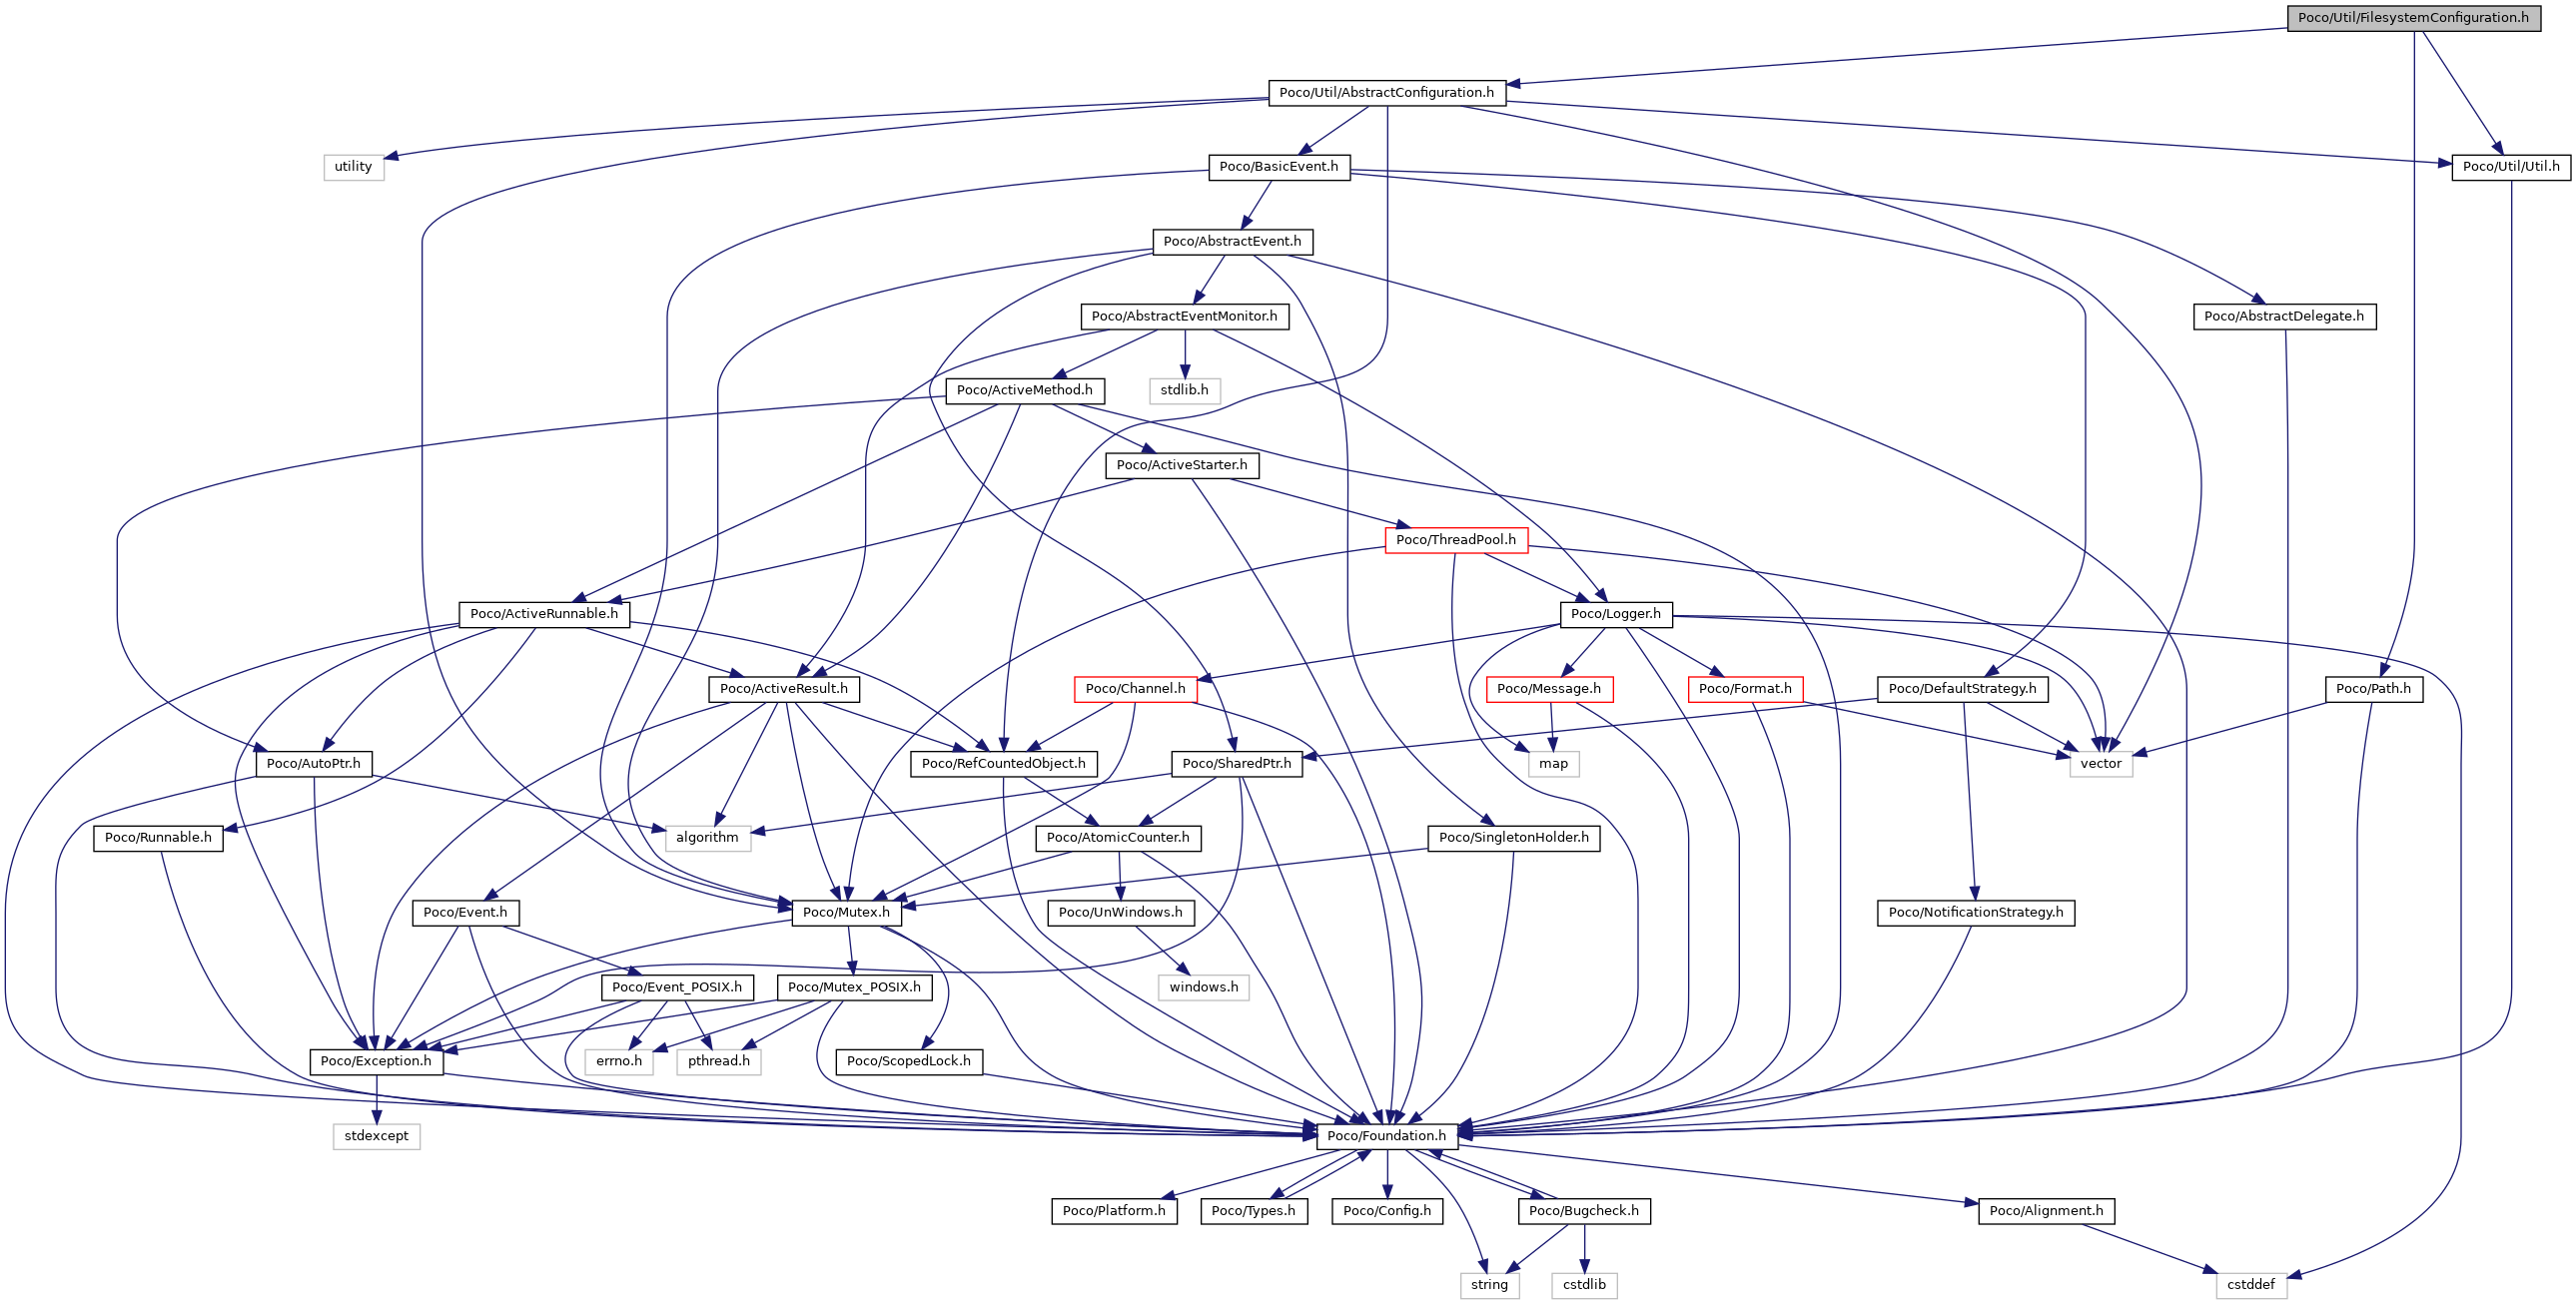 Poco/Util/FilesystemConfiguration.h
Poco/Util/AbstractConfiguration.h
utility
Poco/BasicEvent.h
Poco/Util/Util.h
Poco/AbstractEvent.h
Poco/AbstractEventMonitor.h
Poco/AbstractDelegate.h
Poco/ActiveMethod.h
stdlib.h
Poco/ActiveStarter.h
Poco/ThreadPool.h
Poco/ActiveRunnable.h
Poco/Logger.h
Poco/ActiveResult.h
Poco/Channel.h
Poco/Message.h
Poco/Format.h
Poco/DefaultStrategy.h
Poco/Path.h
Poco/AutoPtr.h
Poco/RefCountedObject.h
Poco/SharedPtr.h
map
vector
Poco/Runnable.h
algorithm
Poco/AtomicCounter.h
Poco/SingletonHolder.h
Poco/Event.h
Poco/Mutex.h
Poco/UnWindows.h
Poco/NotificationStrategy.h
Poco/Event_POSIX.h
Poco/Mutex_POSIX.h
windows.h
Poco/Exception.h
errno.h
pthread.h
Poco/ScopedLock.h
stdexcept
Poco/Foundation.h
Poco/Platform.h
Poco/Types.h
Poco/Config.h
Poco/Bugcheck.h
Poco/Alignment.h
string
cstdlib
cstddef